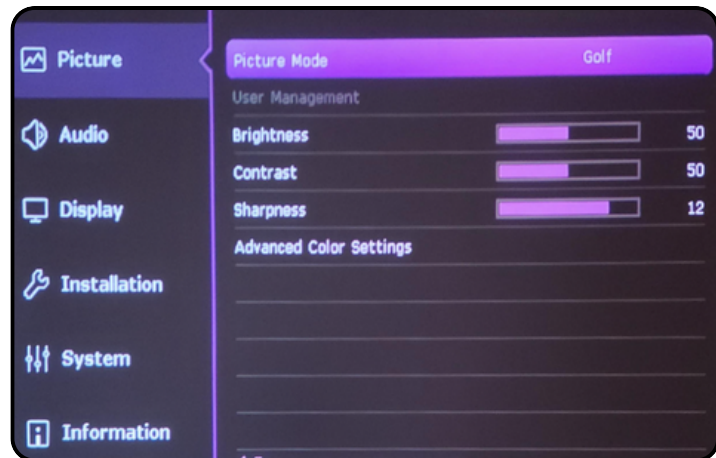 Picture
Audio
Display
Installation
System
Information
Picture Mode Golf
User Management
Brightness 50
Contrast 50
Sharpness 12
Advanced Color Settings